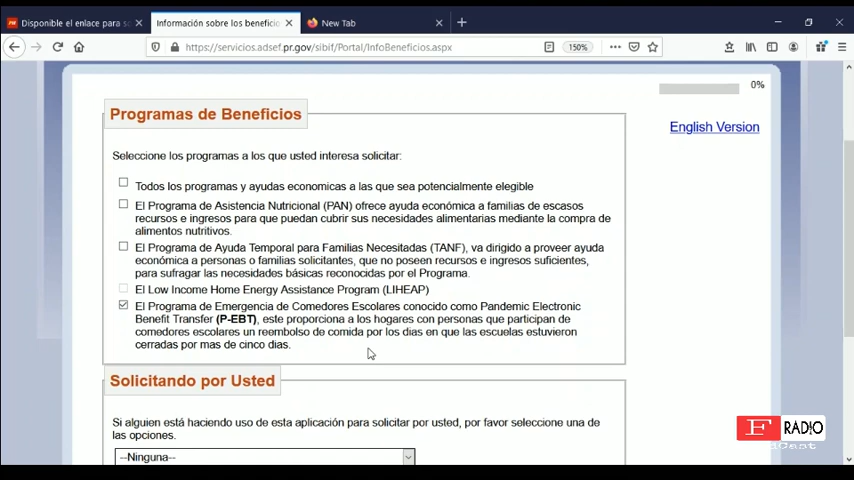 Disponible el enlace para so
Información sobre los beneficio
New Tab
https://servicios.adsef.pr.gov/sibif/Portal/InfoBeneficios.aspx
150%
0%
Programas de Beneficios
English Version
Seleccione los programas a los que usted interesa solicitar:
Todos los programas y ayudas economicas a las que sea potencialmente elegible
El Programa de Asistencia Nutricional (PAN) ofrece ayuda económica a familias de escasos
recursos e ingresos para que puedan cubrir sus necesidades alimentarias mediante la compra de
alimentos nutritivos.
El Programa de Ayuda Temporal para Familias Necesitadas (TANF), va dirigido a proveer ayuda
económica a personas o familias solicitantes, que no poseen recursos e ingresos suficientes,
para sufragar las necesidades básicas reconocidas por el Programa.
El Low Income Home Energy Assistance Program (LIHEAP)
El Programa de Emergencia de Comedores Escolares conocido como Pandemic Electronic
Benefit Transfer (P-EBT), este proporciona a los hogares con personas que participan de
comedores escolares un reembolso de comida por los dias en que las escuelas estuvieron
cerradas por mas de cinco dias.
Solicitando por Usted
Si alguien está haciendo uso de esta aplicación para solicitar por usted, por favor seleccione una de
las opciones.
--Ninguna--
F RADIO